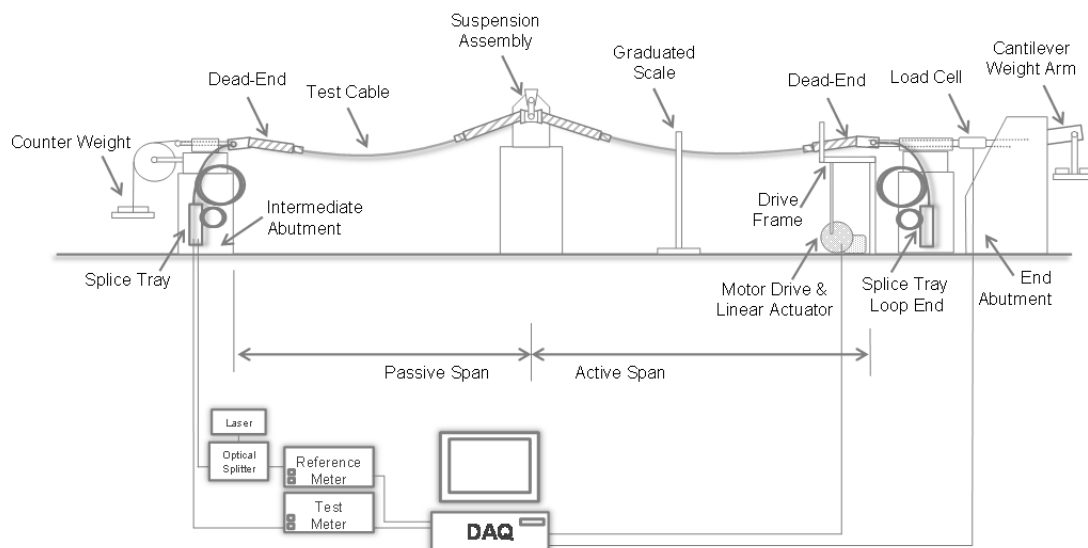 Suspension
Assembly
Graduated
Scale
Cantilever
Weight Arm
Dead-End
Test Cable
Dead-End
Load Cell
Counter Weight
Drive
Frame
Intermediate
Abutment
Splice Tray
Motor Drive &
Linear Actuator
Splice Tray
Loop End
End
Abutment
Passive Span
Active Span
Laser
Optical
Splitter
Reference
Meter
Test
Meter
DAQ